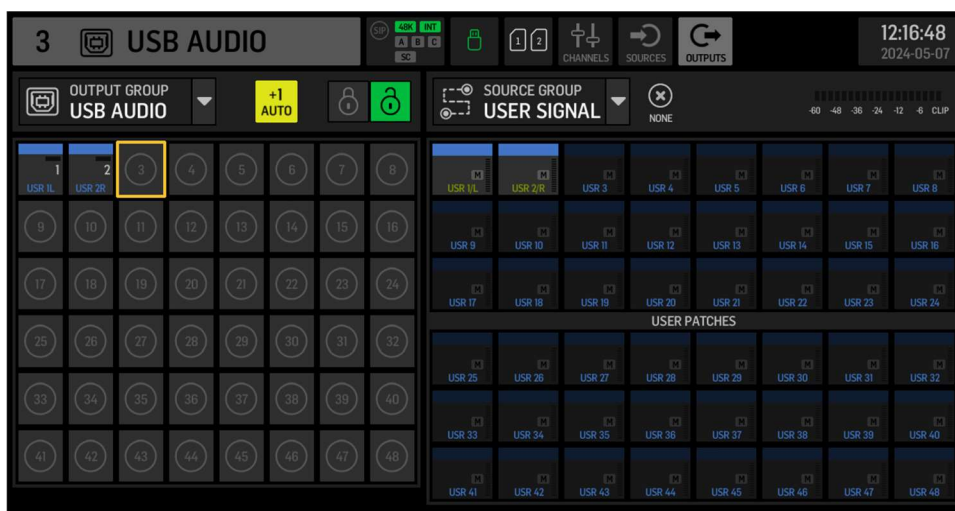 3 USB AUDIO
SIP 48K INT
A B C
SC
1 2
CHANNELS SOURCES OUTPUTS
12:16:48
2024-05-07
OUTPUT GROUP
USB AUDIO
+1
AUTO
SOURCE GROUP
USER SIGNAL
NONE
-60 -48 -36 -24 -12 -6 CLIP
1 2 3 4 5 6 7 8
USR 1L USR 2R
9 10 11 12 13 14 15 16
17 18 19 20 21 22 23 24
25 26 27 28 29 30 31 32
33 34 35 36 37 38 39 40
41 42 43 44 45 46 47 48
M M M M M M M M
USR 1/L USR 2/R USR 3 USR 4 USR 5 USR 6 USR 7 USR 8
M M M M M M M M
USR 9 USR 10 USR 11 USR 12 USR 13 USR 14 USR 15 USR 16
M M M M M M M M
USR 17 USR 18 USR 19 USR 20 USR 21 USR 22 USR 23 USR 24
USER PATCHES
M M M M M M M M
USR 25 USR 26 USR 27 USR 28 USR 29 USR 30 USR 31 USR 32
M M M M M M M M
USR 33 USR 34 USR 35 USR 36 USR 37 USR 38 USR 39 USR 40
M M M M M M M M
USR 41 USR 42 USR 43 USR 44 USR 45 USR 46 USR 47 USR 48